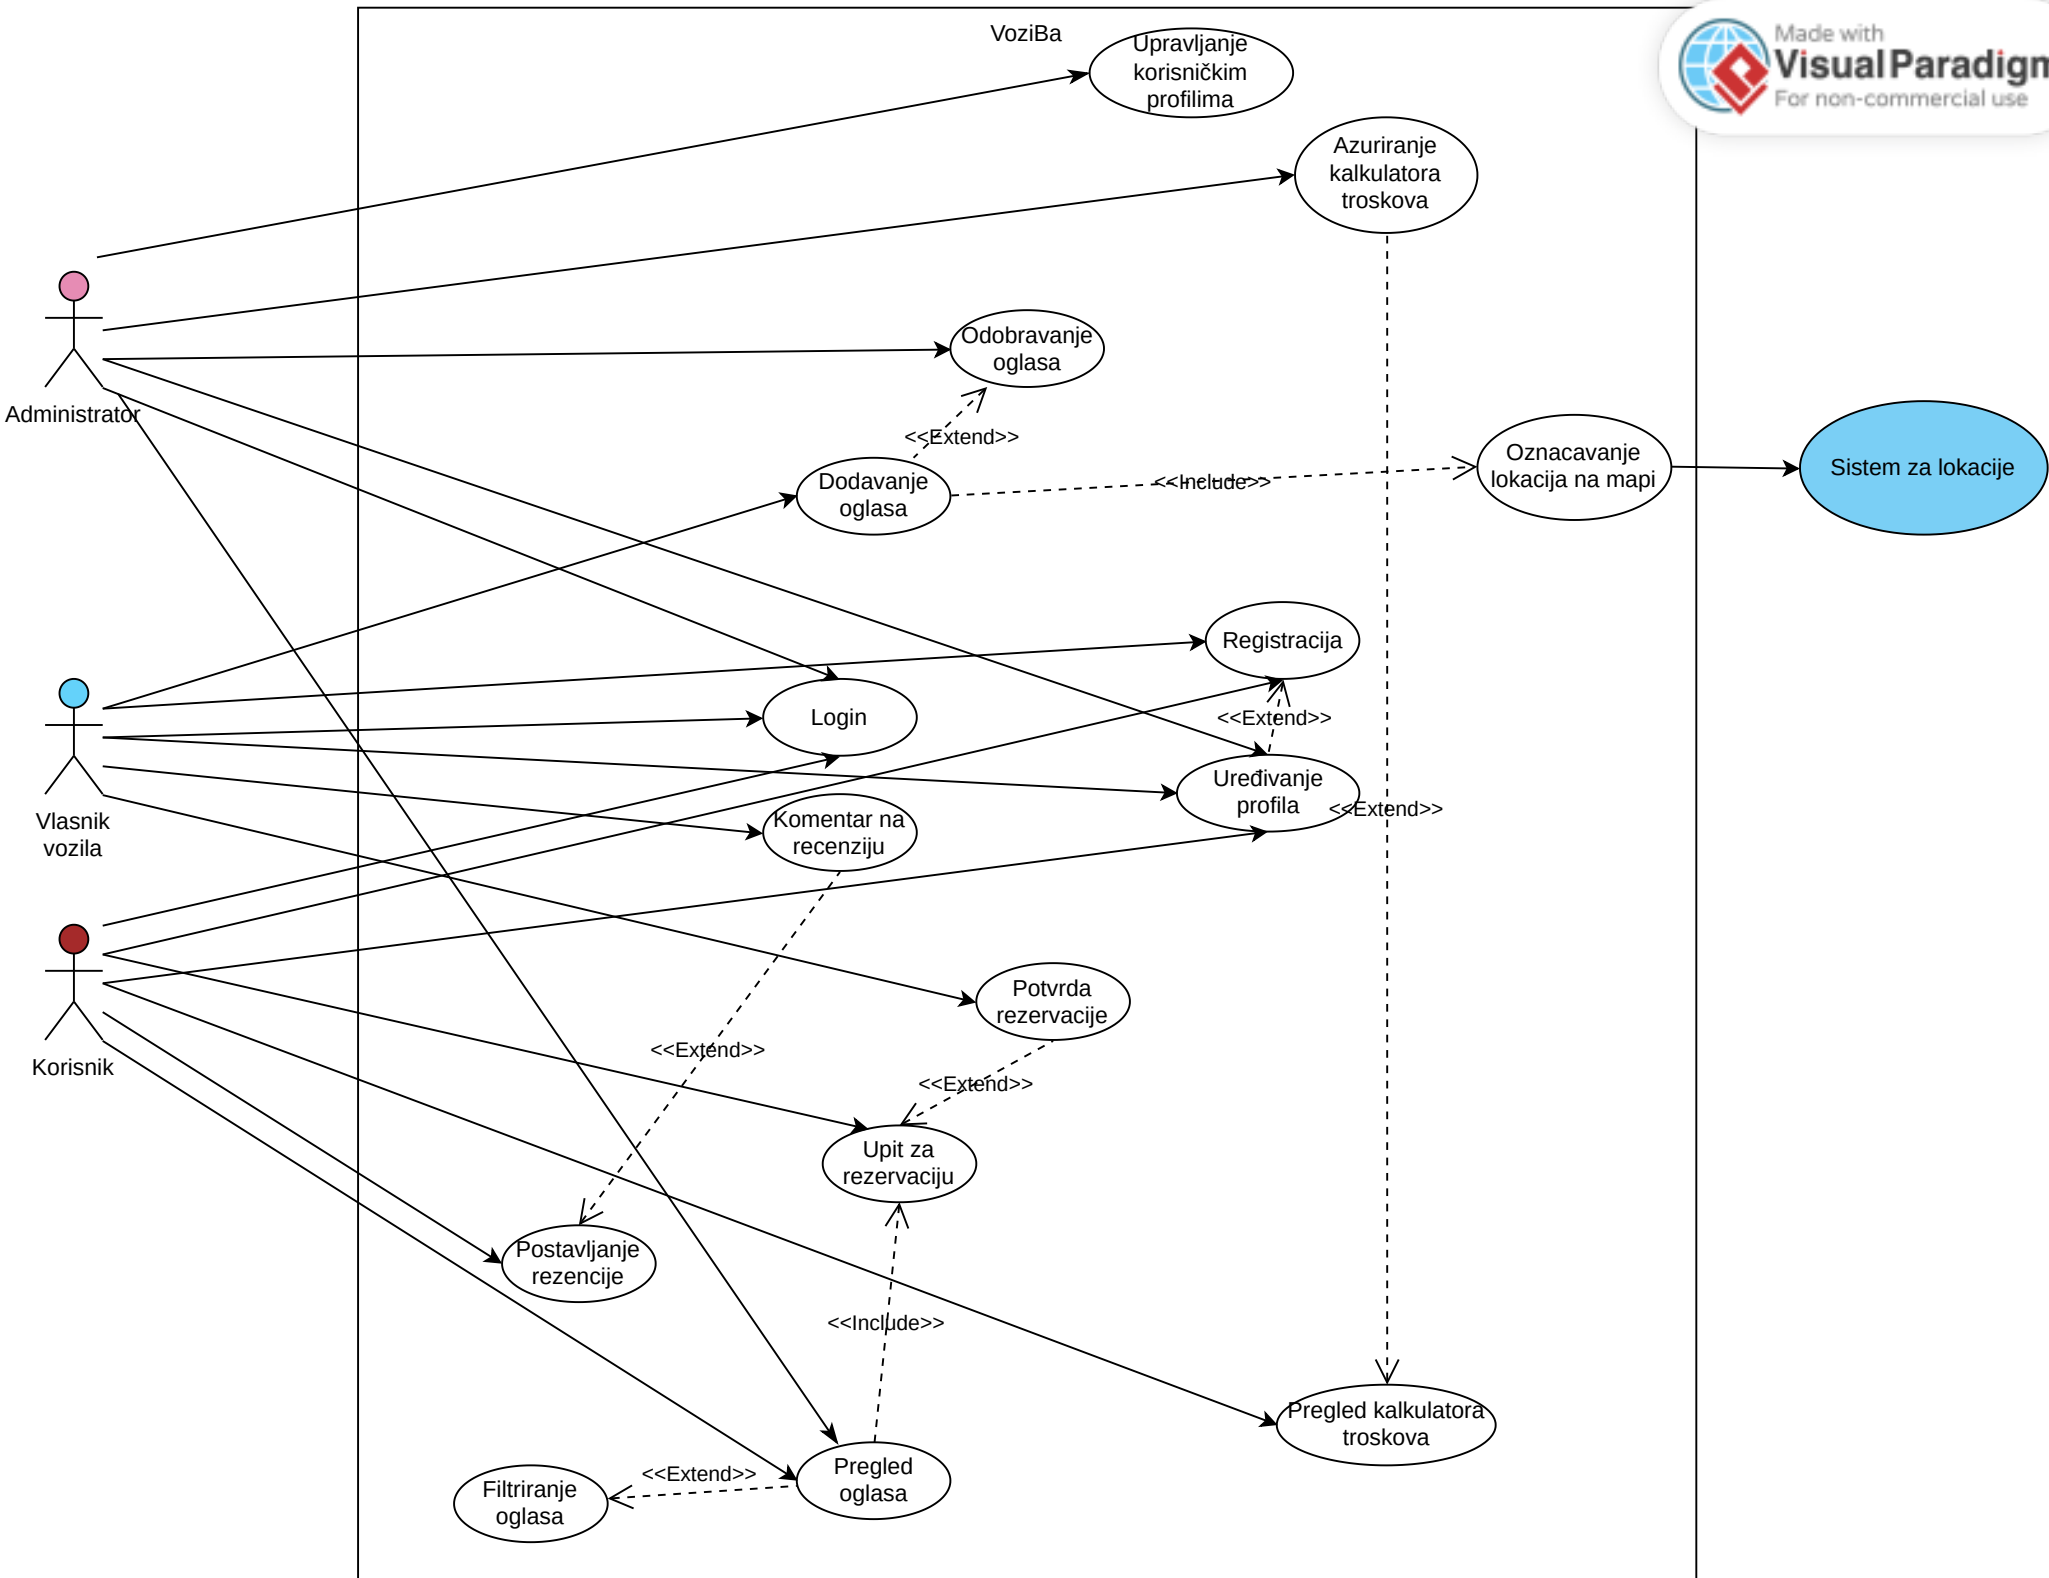 VoziBa
Upravljanje
korisničkim
profilima
Made with
Visual Paradigm
For non-commercial use
Azuriranje
kalkulatora
troskova
Administrator
Odobravanje
oglasa
<<Extend>>
Dodavanje
oglasa
<<Include>>
Oznacavanje
lokacija na mapi
Sistem za lokacije
Registracija
Login
<<Extend>>
Vlasnik
vozila
Komentar na
recenziju
Uređivanje
profila
<<Extend>>
Korisnik
Potvrda
rezervacije
<<Extend>>
<<Extend>>
Upit za
rezervaciju
Postavljanje
rezencije
<<Include>>
Pregled kalkulatora
troskova
Filtriranje
oglasa
<<Extend>>
Pregled
oglasa